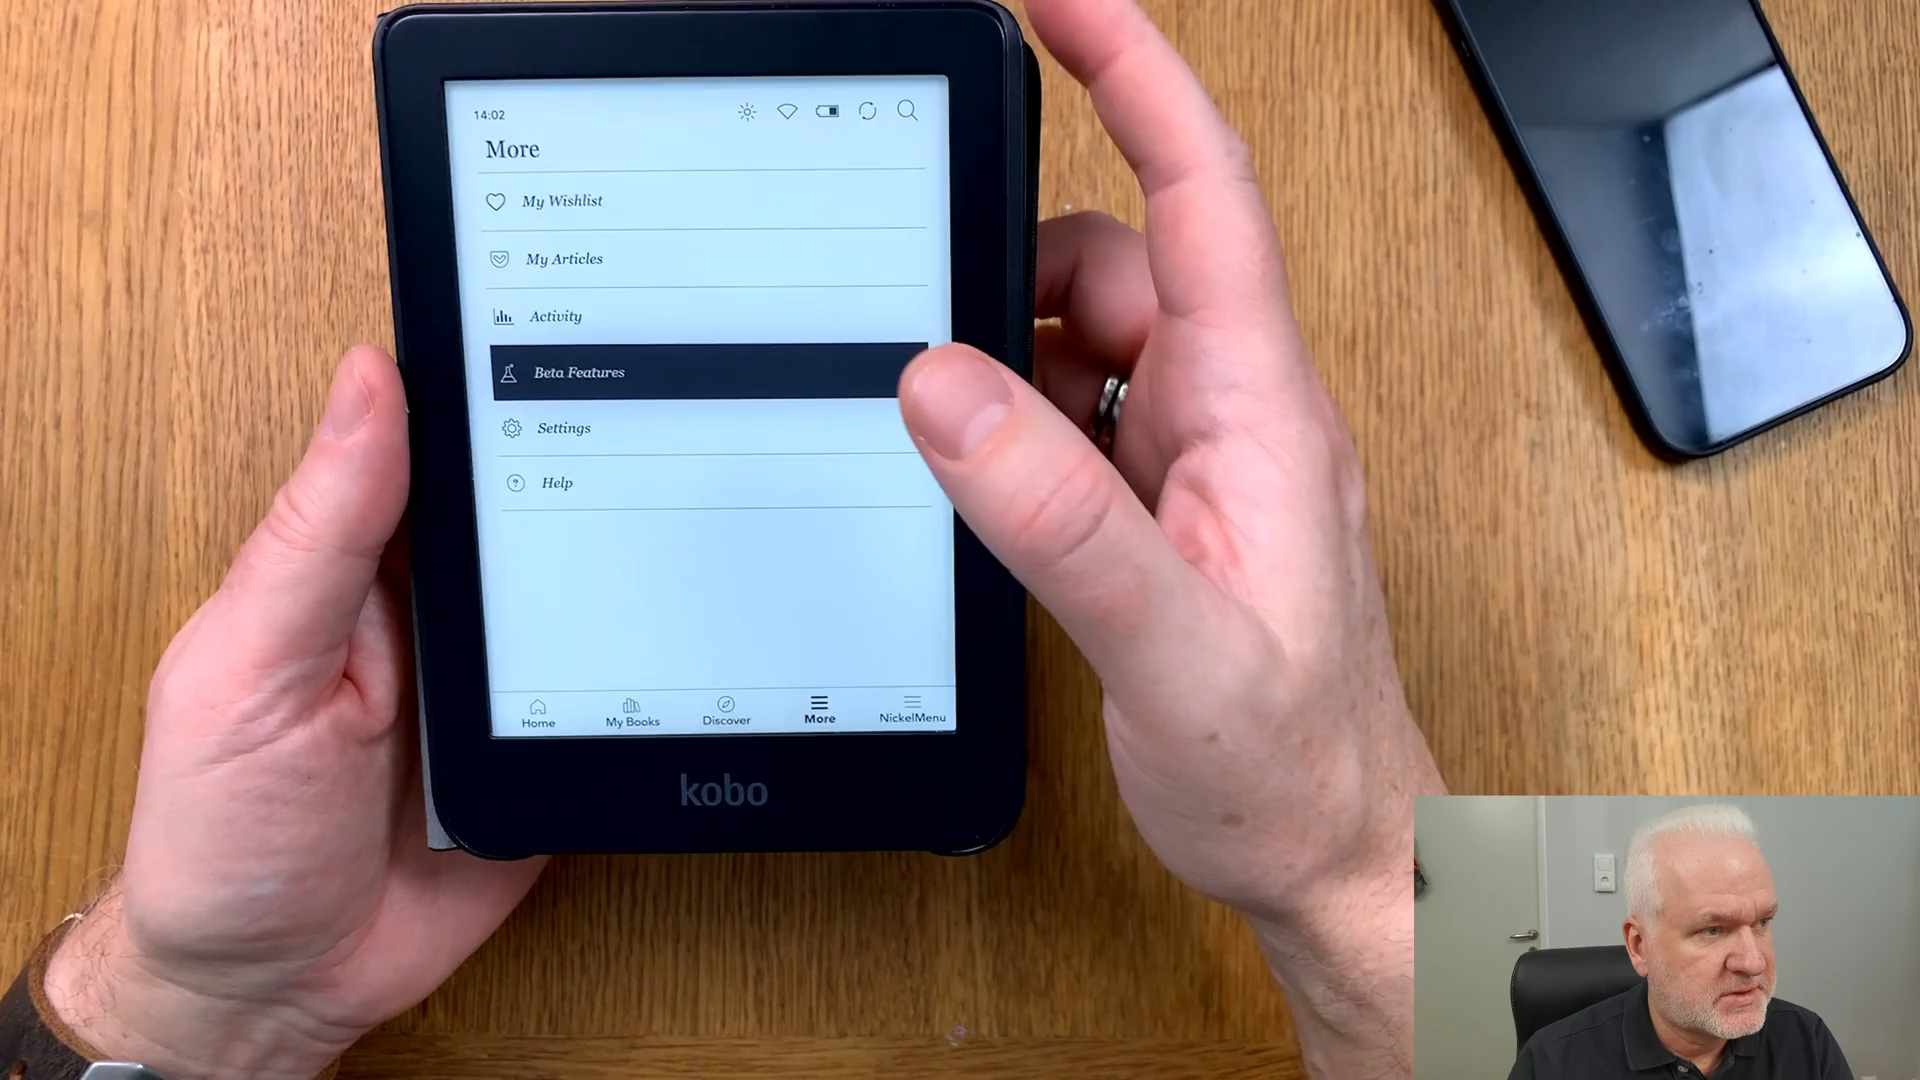 14:02
More
My Wishlist
My Articles
Activity
Beta Features
Settings
? Help
Home My Books Discover More NickelMenu
kobo